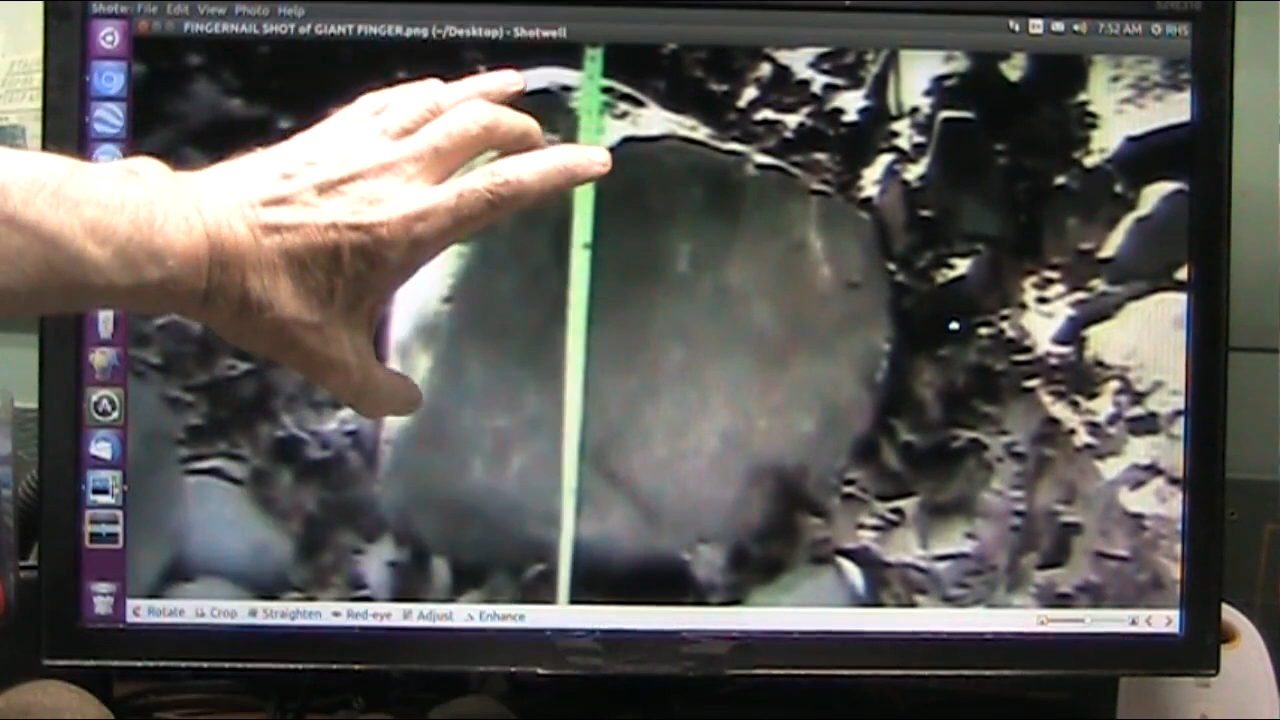 File Edit View Photo Help
FINGERNAIL SHOT of GIANT FINGER.png (~/Desktop) - Shotwell
7:52 AM RHS
Rotate Crop Straighten Red-eye Adjust Enhance